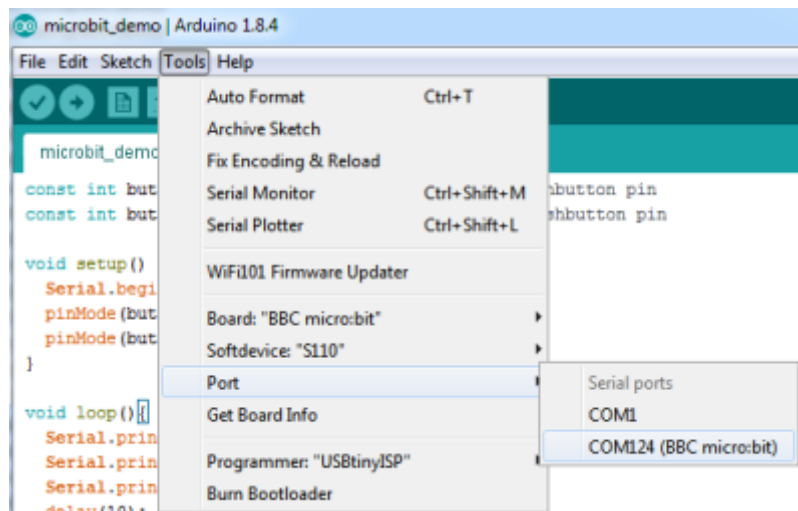 microbit_demo | Arduino 1.8.4
File Edit Sketch Tools Help
microbit_demo
Auto Format Ctrl+T
Archive Sketch
Fix Encoding & Reload
Serial Monitor Ctrl+Shift+M
Serial Plotter Ctrl+Shift+L
WiFi101 Firmware Updater
Board: "BBC micro:bit"
Softdevice: "S110"
Port
Get Board Info
Programmer: "USBtinyISP"
Burn Bootloader
Serial ports
COM1
COM124 (BBC micro:bit)
const int but hbutton pin
const int but shbutton pin
void setup()
Serial.begi
pinMode(but
pinMode(but
}
void loop(){
Serial.prin
Serial.prin
Serial.prin
delay(10);